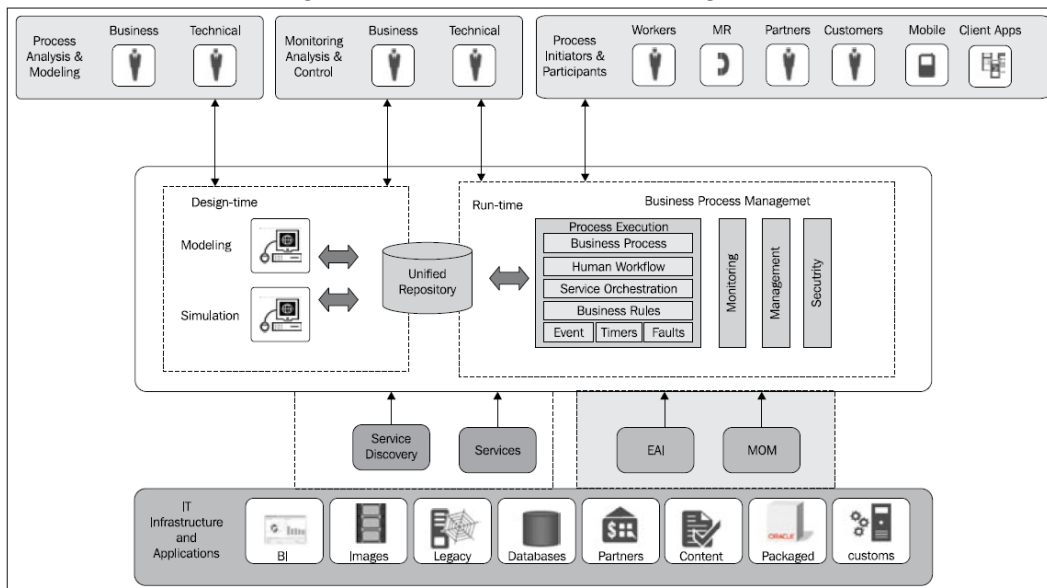 Process
Analysis &
Modeling
Business
Technical
Monitoring
Analysis &
Control
Business
Technical
Process
Initiators &
Participants
Workers
MR
Partners
Customers
Mobile
Client Apps
Design-time
Modeling
Simulation
Unified
Repository
Run-time
Business Process Managemet
Process Execution
Business Process
Human Workflow
Service Orchestration
Business Rules
Event
Timers
Faults
Monitoring
Management
Secutrity
Service
Discovery
Services
EAI
MOM
IT
Infrastructure
and
Applications
BI
Images
Legacy
Databases
$
Partners
Content
ORACLE
Packaged
customs